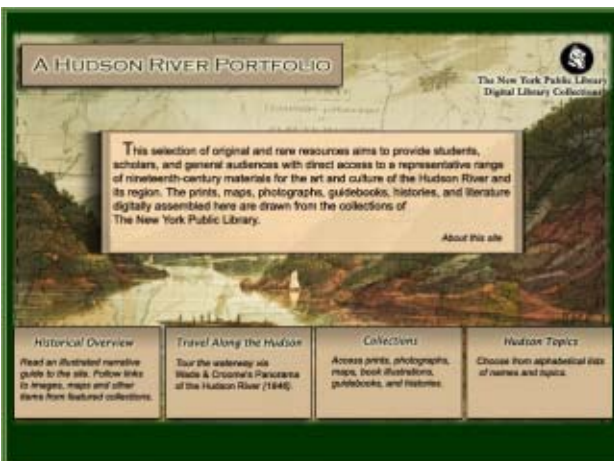 A HUDSON RIVER PORTFOLIO
The New York Public Library
Digital Library Collections
This selection of original and rare resources aims to provide students,
scholars, and general audiences with direct access to a representative range
of nineteenth-century materials for the art and culture of the Hudson River and
its region. The prints, maps, photographs, guidebooks, histories, and literature
digitally assembled here are drawn from the collections of
The New York Public Library.
About this site
Historical Overview
Read an illustrated narrative
guide to the site. Follow links
to images, maps and other
items from featured collections.
Travel Along the Hudson
Tour the waterway via
Wade & Croome's Panorama
of the Hudson River (1846).
Collections
Access prints, photographs,
maps, book illustrations,
guidebooks, and histories.
Hudson Topics
Choose from alphabetical lists
of names and topics.